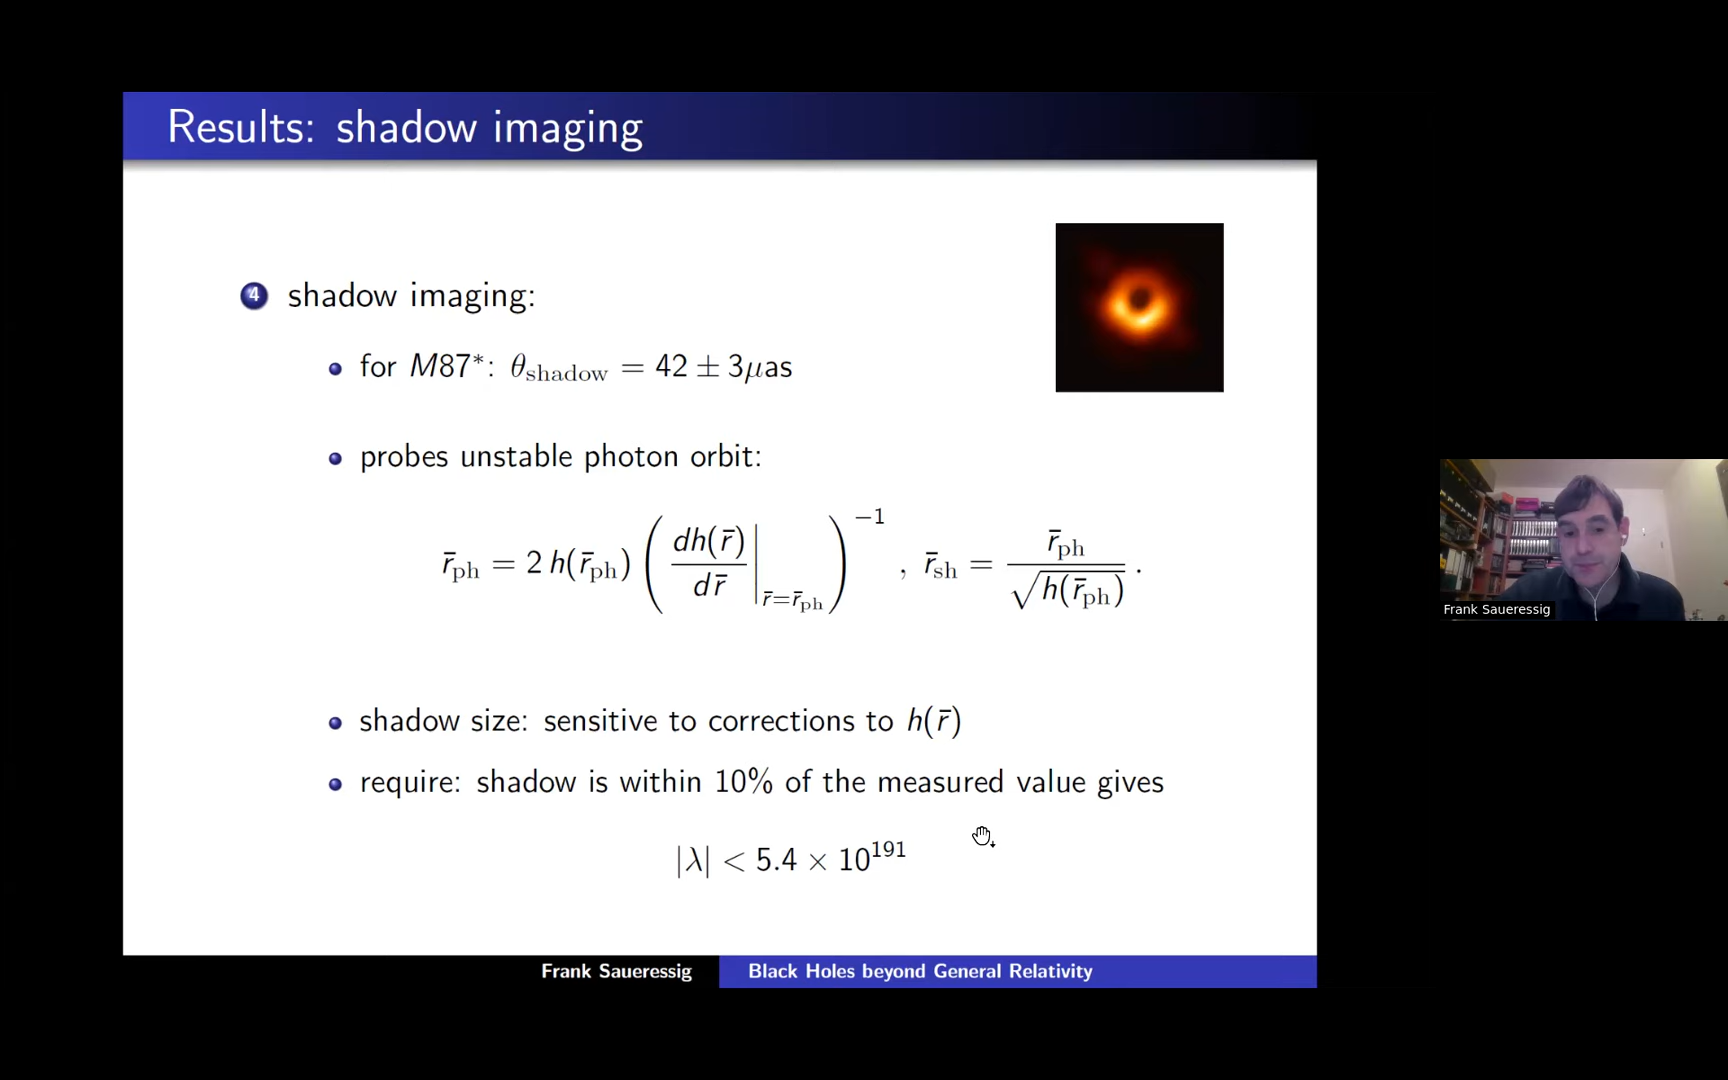 Results: shadow imaging
4 shadow imaging:
for M87*: θ_shadow = 42 ± 3μas
probes unstable photon orbit:
r̄_ph = 2 h(r̄_ph) ( dh(r̄)/dr̄ |_{r̄=r̄_ph} )^{-1} , r̄_sh = r̄_ph / √h(r̄_ph) .
shadow size: sensitive to corrections to h(r̄)
require: shadow is within 10% of the measured value gives
|λ| < 5.4 × 10^191
Frank Saueressig
Black Holes beyond General Relativity
Frank Saueressig